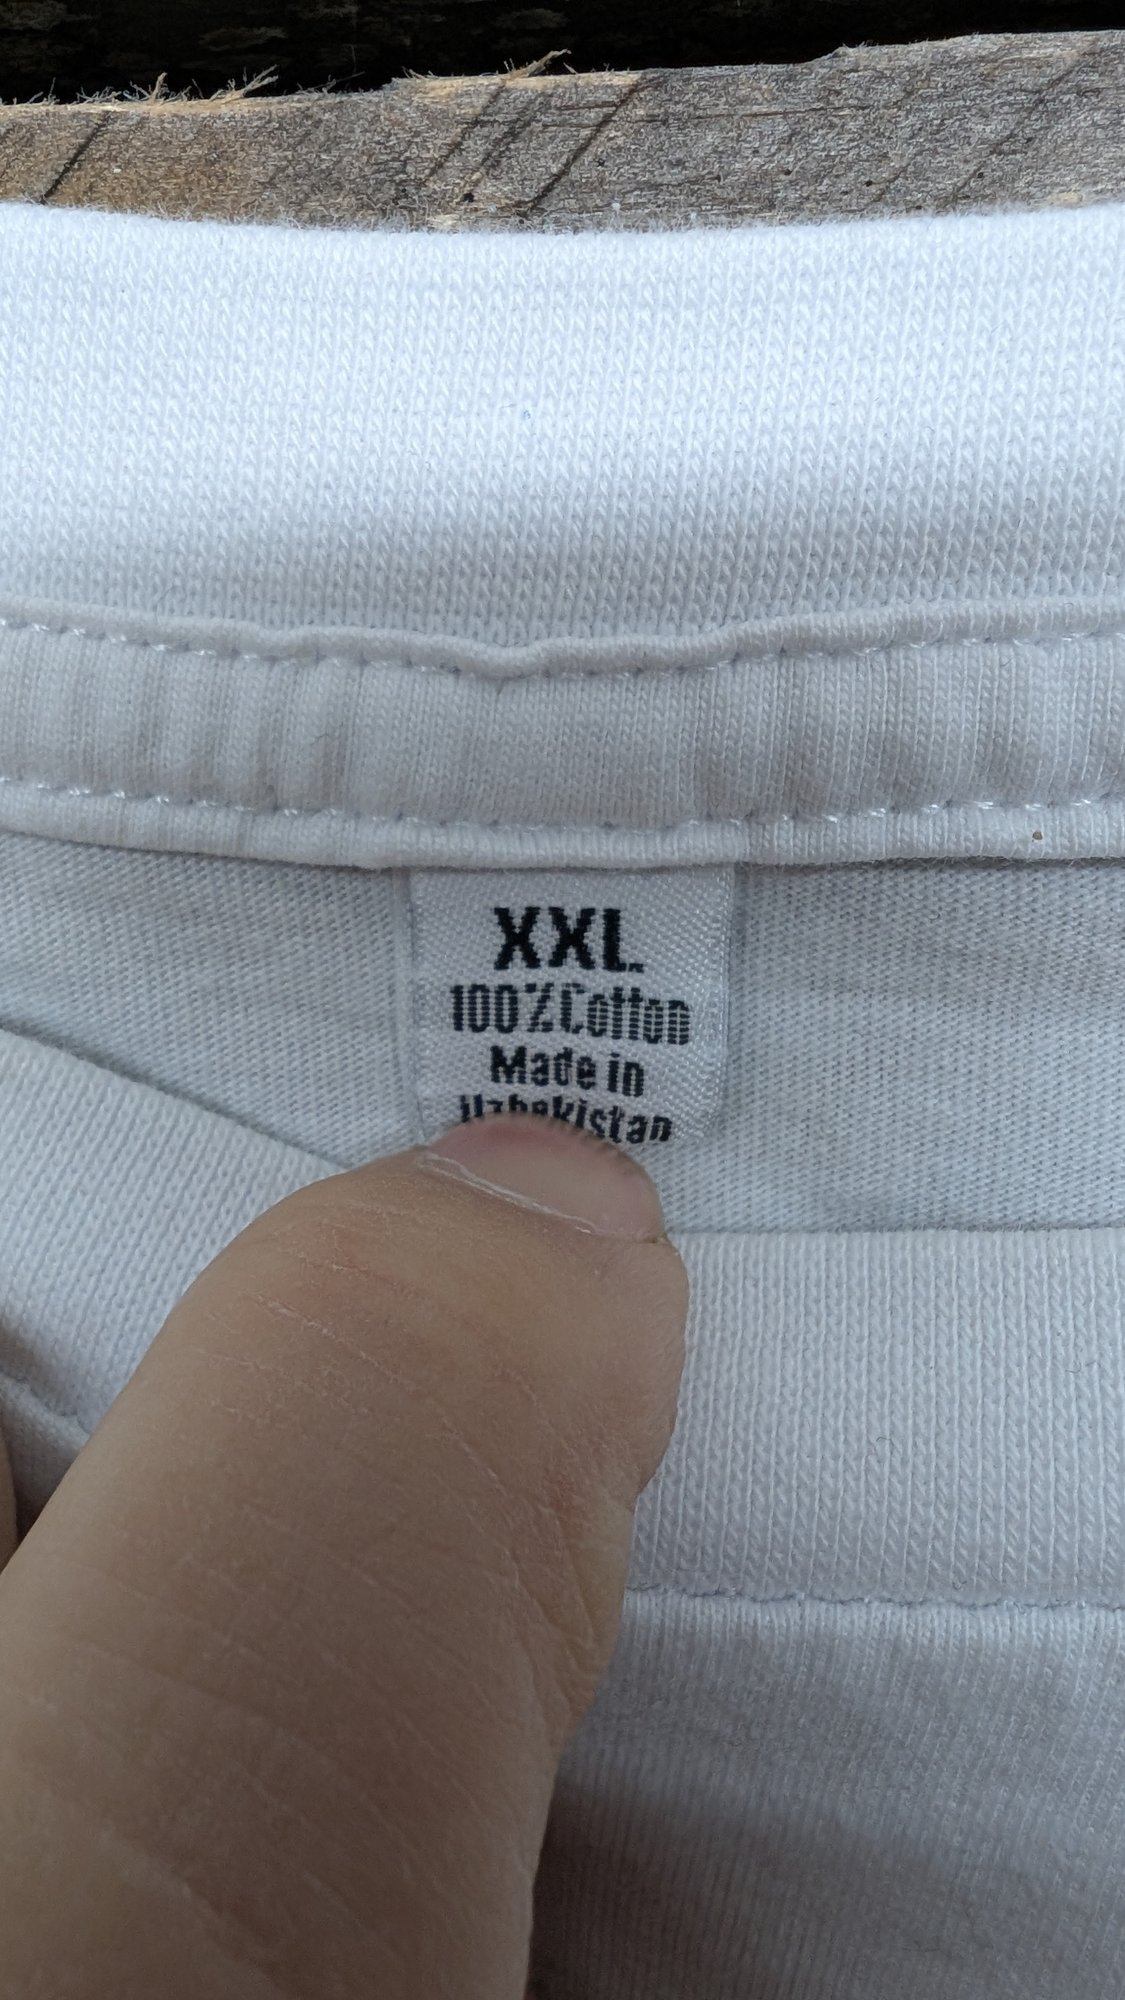 XXL
100%Cotton
Made in
Uzbekistan